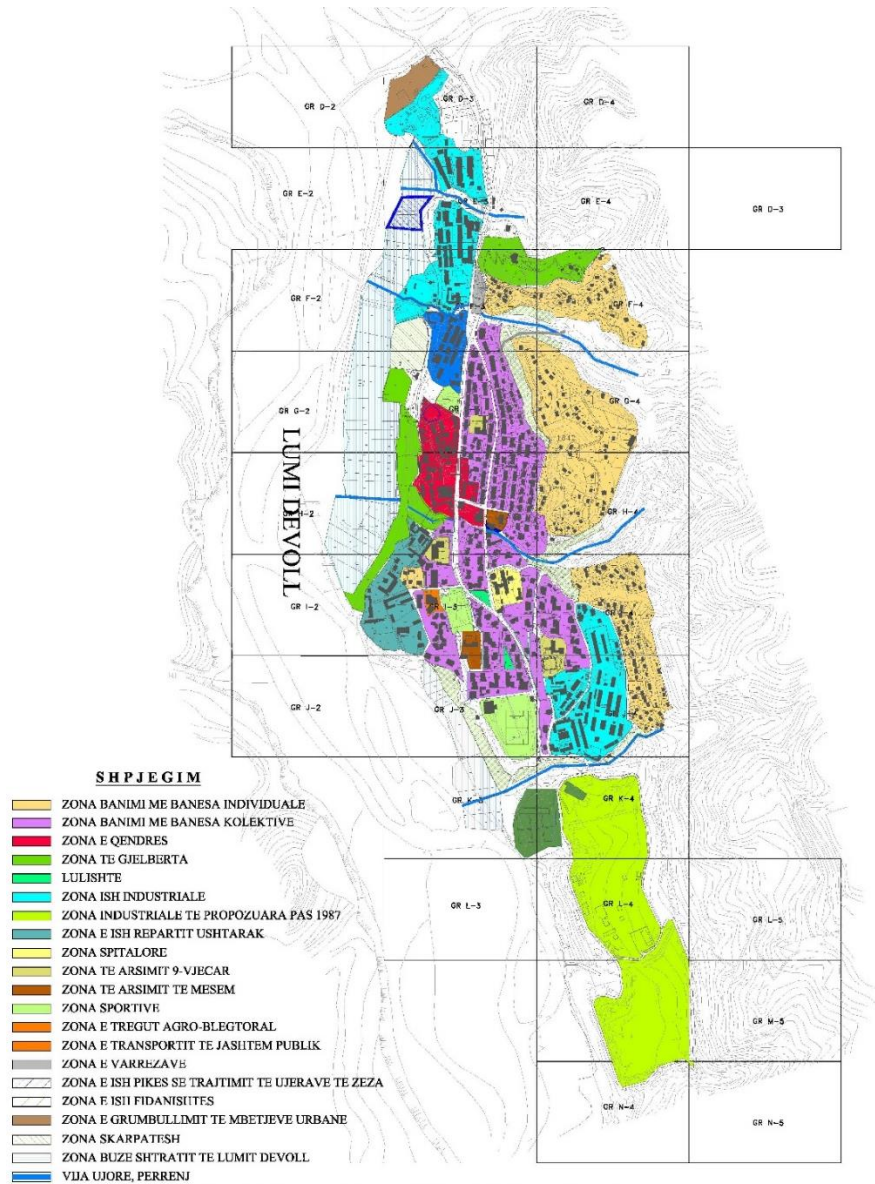 GR D-2
GR D-3
GR D-4
GR E-2
GR E-3
GR E-4
GR D-3
GR F-2
GR F-4
GR G-2
GR G-4
LUMI DEVOLL
GR H-4
GR I-2
GR I-3
GR J-2
GR J-3
GR K-4
GR L-3
GR L-4
GR L-5
GR M-5
GR N-4
GR N-5
SHPJEGIM
ZONA BANIMI ME BANESA INDIVIDUALE
ZONA BANIMI ME BANESA KOLEKTIVE
ZONA E QENDRES
ZONA TE GJELBERTA
LULISHTE
ZONA ISH INDUSTRIALE
ZONA INDUSTRIALE TE PROPOZUARA PAS 1987
ZONA E ISH REPARTIT USHTARAK
ZONA SPITALORE
ZONA TE ARSIMIT 9-VJECAR
ZONA TE ARSIMIT TE MESEM
ZONA SPORTIVE
ZONA E TREGUT AGRO-BLEGTORAL
ZONA E TRANSPORTIT TE JASHTEM PUBLIK
ZONA E VARREZAVE
ZONA E ISH PIKES SE TRAJTIMIT TE UJERAVE TE ZEZA
ZONA E ISH FIDANISHTES
ZONA E GRUMBULLIMIT TE MBETJEVE URBANE
ZONA SKARPATESH
ZONA BUZE SHTRATIT TE LUMIT DEVOLL
VIJA UJORE, PERRENJ